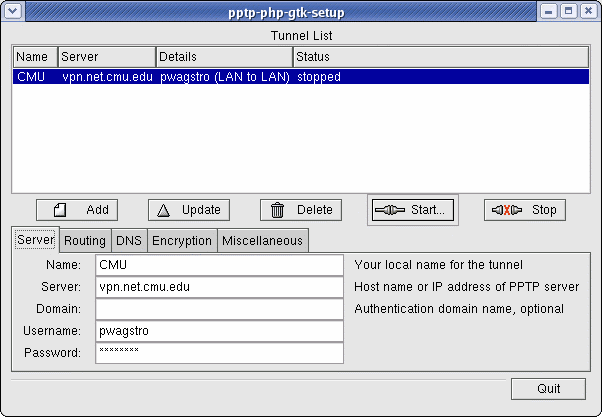 pptp-php-gtk-setup
Tunnel List
Name Server Details Status
CMU vpn.net.cmu.edu pwagstro (LAN to LAN) stopped
Add Update Delete Start... Stop
Server Routing DNS Encryption Miscellaneous
Name: CMU Your local name for the tunnel
Server: vpn.net.cmu.edu Host name or IP address of PPTP server
Domain: Authentication domain name, optional
Username: pwagstro
Password: ********
Quit